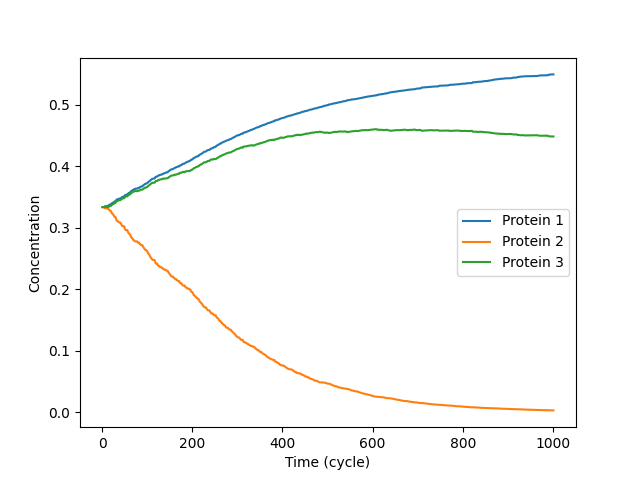 0.5
0.4
0.3
0.2
0.1
0.0
Concentration
Protein 1
Protein 2
Protein 3
0 200 400 600 800 1000
Time (cycle)